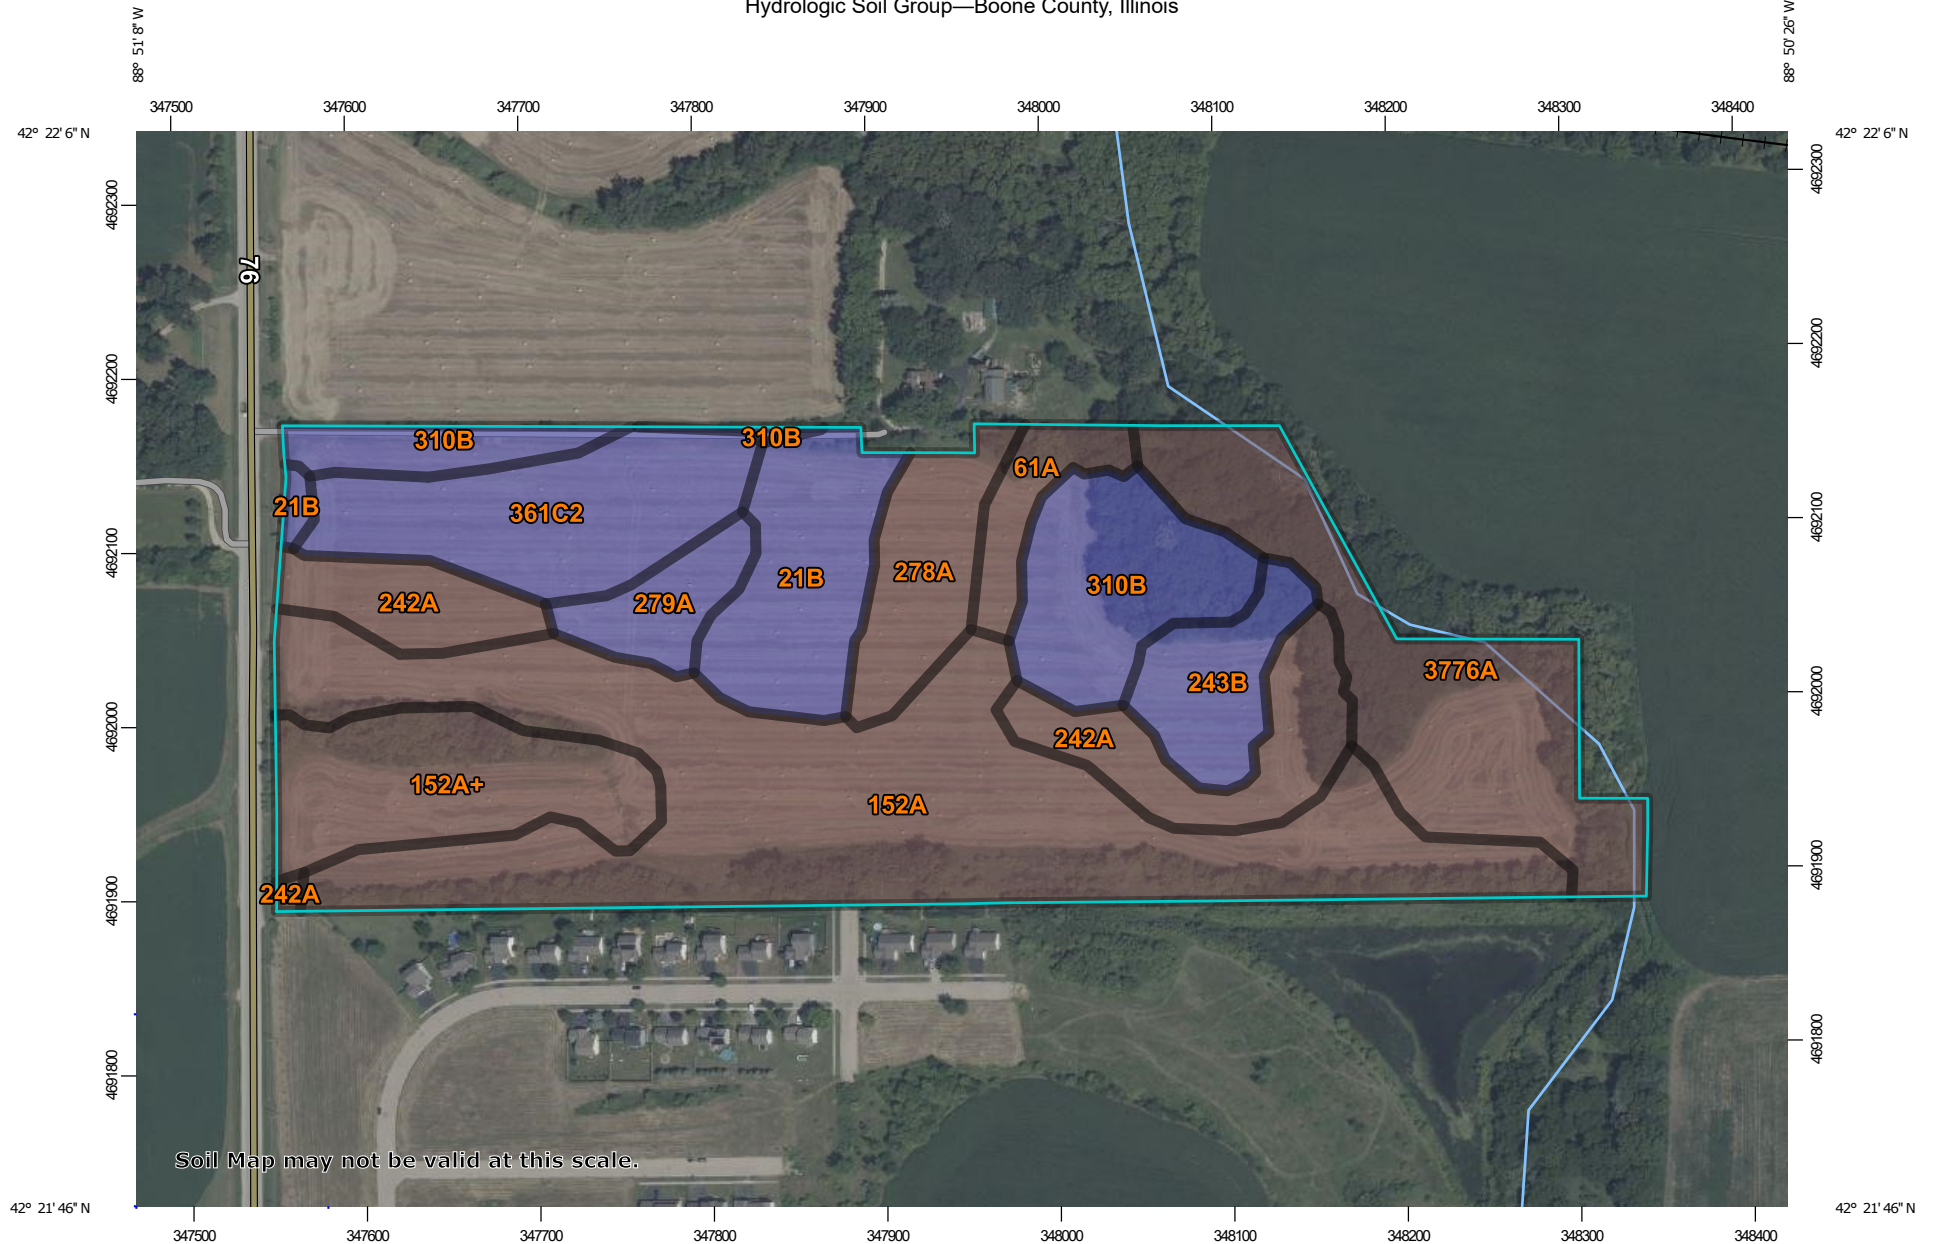 Hydrologic Soil Group—Boone County, Illinois
88° 51' 8'' W
88° 50' 26'' W
347500 347600 347700 347800 347900 348000 348100 348200 348300 348400
42° 22' 6'' N
42° 22' 6'' N
4692300
4692300
76
4692200
4692200
310B
310B
61A
21B
361C2
4692100
4692100
278A
21B
310B
242A
279A
3776A
243B
4692000
4692000
242A
152A+
152A
4691900
4691900
242A
4691800
4691800
Soil Map may not be valid at this scale.
42° 21' 46'' N
42° 21' 46'' N
347500 347600 347700 347800 347900 348000 348100 348200 348300 348400